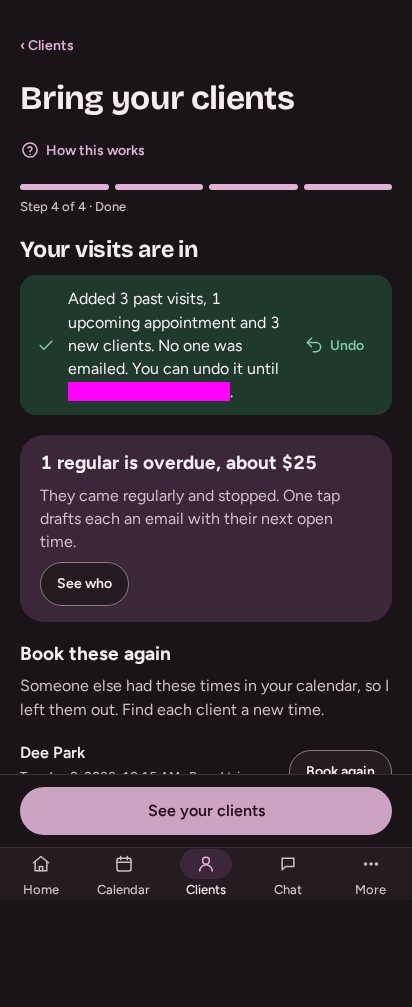 ‹ Clients
Bring your clients
How this works
Step 4 of 4 · Done
Your visits are in
Added 3 past visits, 1
upcoming appointment and 3
new clients. No one was
emailed. You can undo it until
.
Undo
1 regular is overdue, about $25
They came regularly and stopped. One tap
drafts each an email with their next open
time.
See who
Book these again
Someone else had these times in your calendar, so I
left them out. Find each client a new time.
Dee Park
Book again
See your clients
Home
Calendar
Clients
Chat
More